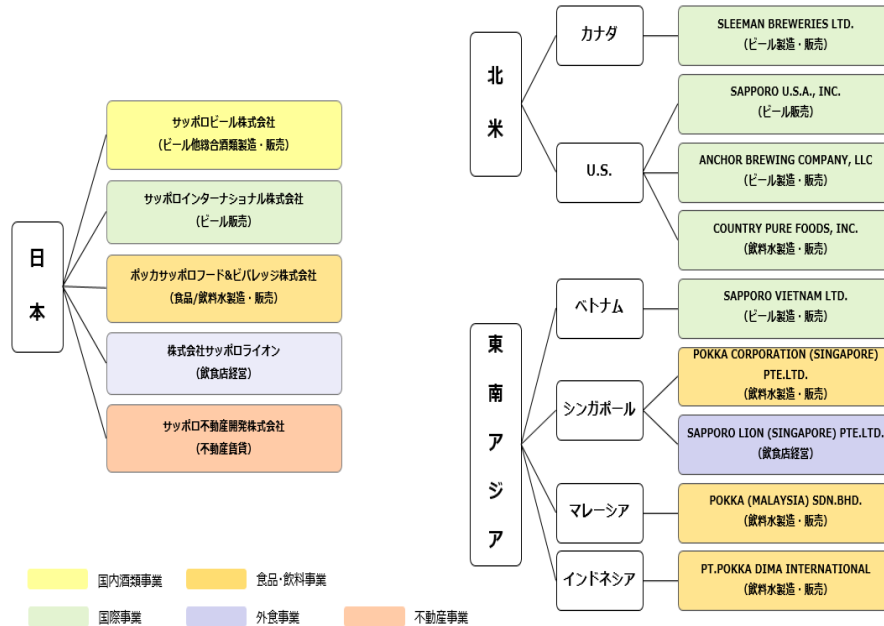 日
本
サッポロビール株式会社
(ビール他総合酒類製造・販売)
サッポロインターナショナル株式会社
(ビール販売)
ポッカサッポロフード&ビバレッジ株式会社
(食品/飲料水製造・販売)
株式会社サッポロライオン
(飲食店経営)
サッポロ不動産開発株式会社
(不動産賃貸)
北
米
カナダ
SLEEMAN BREWERIES LTD.
(ビール製造・販売)
U.S.
SAPPORO U.S.A., INC.
(ビール販売)
ANCHOR BREWING COMPANY, LLC
(ビール製造・販売)
COUNTRY PURE FOODS, INC.
(飲料水製造・販売)
東
南
ア
ジ
ア
ベトナム
SAPPORO VIETNAM LTD.
(ビール製造・販売)
シンガポール
POKKA CORPORATION (SINGAPORE)
PTE.LTD.
(飲料水製造・販売)
SAPPORO LION (SINGAPORE) PTE.LTD.
(飲食店経営)
マレーシア
POKKA (MALAYSIA) SDN.BHD.
(飲料水製造・販売)
インドネシア
PT.POKKA DIMA INTERNATIONAL
(飲料水製造・販売)
国内酒類事業
食品・飲料事業
国際事業
外食事業
不動産事業